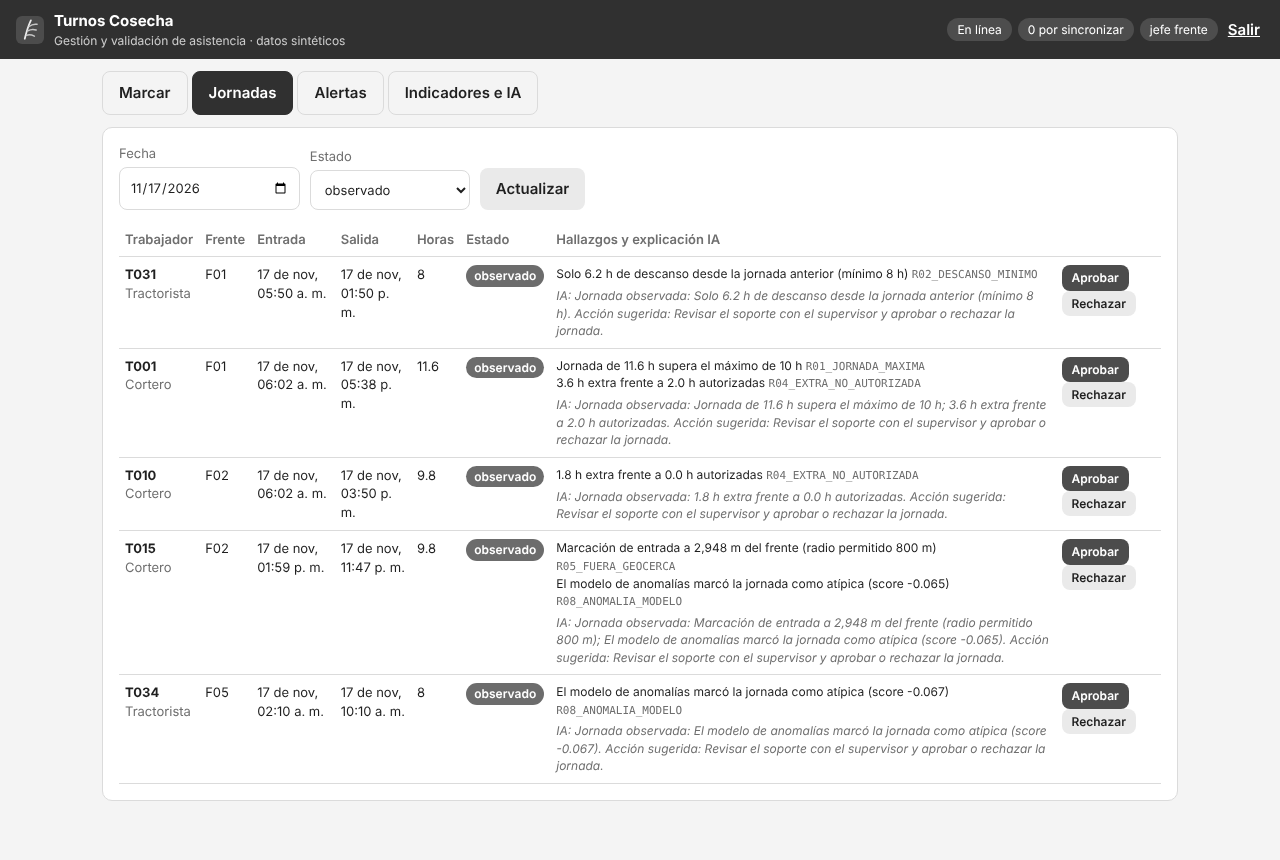 Turnos Cosecha
Gestión y validación de asistencia · datos sintéticos
En línea
0 por sincronizar
jefe frente
Salir
Marcar
Jornadas
Alertas
Indicadores e IA
Fecha
11/17/2026
Estado
observado
Actualizar
Trabajador Frente Entrada Salida Horas Estado Hallazgos y explicación IA
T031
Tractorista
F01
17 de nov,
05:50 a. m.
17 de nov,
01:50 p.
m.
8
observado
Solo 6.2 h de descanso desde la jornada anterior (mínimo 8 h) R02_DESCANSO_MINIMO
IA: Jornada observada: Solo 6.2 h de descanso desde la jornada anterior (mínimo 8
h). Acción sugerida: Revisar el soporte con el supervisor y aprobar o rechazar la
jornada.
Aprobar
Rechazar
T001
Cortero
F01
17 de nov,
06:02 a. m.
17 de nov,
05:38 p.
m.
11.6
observado
Jornada de 11.6 h supera el máximo de 10 h R01_JORNADA_MAXIMA
3.6 h extra frente a 2.0 h autorizadas R04_EXTRA_NO_AUTORIZADA
IA: Jornada observada: Jornada de 11.6 h supera el máximo de 10 h; 3.6 h extra frente
a 2.0 h autorizadas. Acción sugerida: Revisar el soporte con el supervisor y aprobar o
rechazar la jornada.
Aprobar
Rechazar
T010
Cortero
F02
17 de nov,
06:02 a. m.
17 de nov,
03:50 p.
m.
9.8
observado
1.8 h extra frente a 0.0 h autorizadas R04_EXTRA_NO_AUTORIZADA
IA: Jornada observada: 1.8 h extra frente a 0.0 h autorizadas. Acción sugerida:
Revisar el soporte con el supervisor y aprobar o rechazar la jornada.
Aprobar
Rechazar
T015
Cortero
F02
17 de nov,
01:59 p. m.
17 de nov,
11:47 p. m.
9.8
observado
Marcación de entrada a 2,948 m del frente (radio permitido 800 m)
R05_FUERA_GEOCERCA
El modelo de anomalías marcó la jornada como atípica (score -0.065)
R08_ANOMALIA_MODELO
IA: Jornada observada: Marcación de entrada a 2,948 m del frente (radio permitido
800 m); El modelo de anomalías marcó la jornada como atípica (score -0.065). Acción
sugerida: Revisar el soporte con el supervisor y aprobar o rechazar la jornada.
Aprobar
Rechazar
T034
Tractorista
F05
17 de nov,
02:10 a. m.
17 de nov,
10:10 a. m.
8
observado
El modelo de anomalías marcó la jornada como atípica (score -0.067)
R08_ANOMALIA_MODELO
IA: Jornada observada: El modelo de anomalías marcó la jornada como atípica (score
-0.067). Acción sugerida: Revisar el soporte con el supervisor y aprobar o rechazar la
jornada.
Aprobar
Rechazar